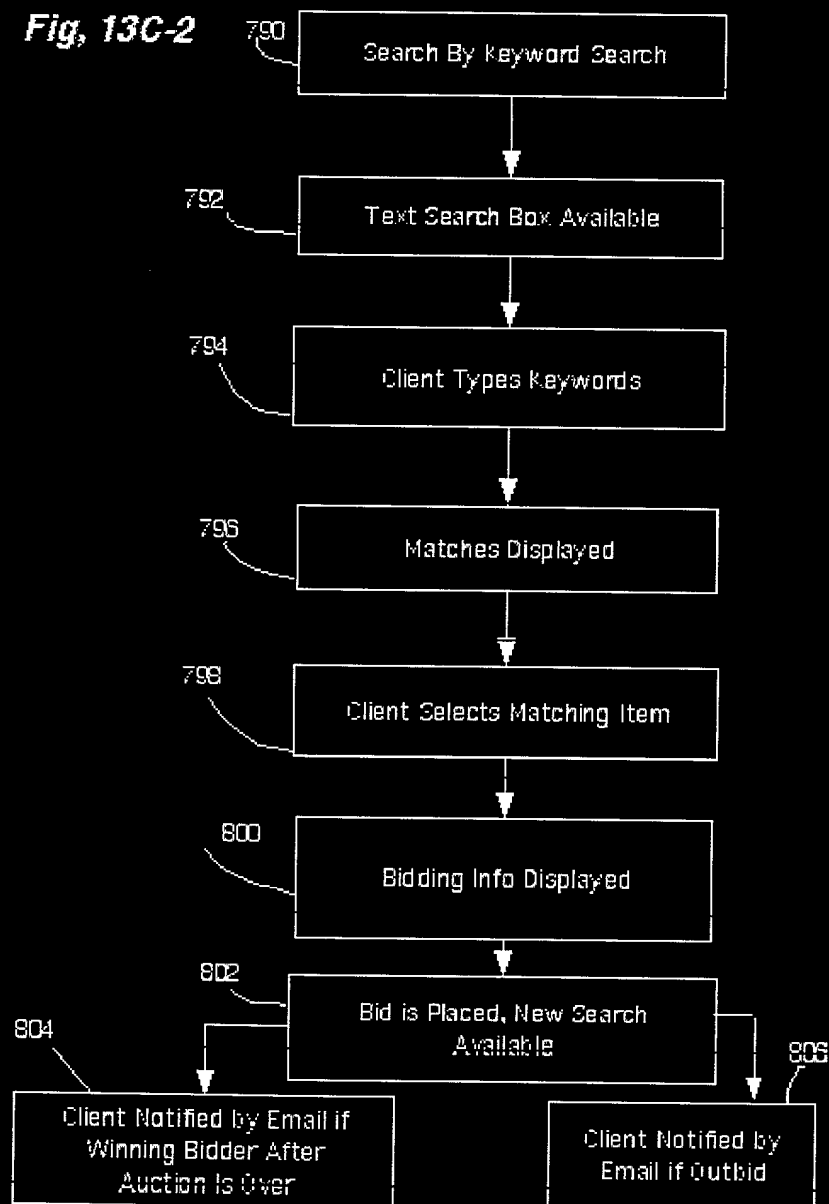 Fig, 13C-2
790
Search By Keyword Search
792
Text Search Box Available
794
Client Types Keywords
796
Matches Displayed
798
Client Selects Matching Item
800
Bidding Info Displayed
802
Bid is Placed, New Search
Available
804
Client Notified by Email if
Winning Bidder After
Auction Is Over
806
Client Notified by
Email if Outbid